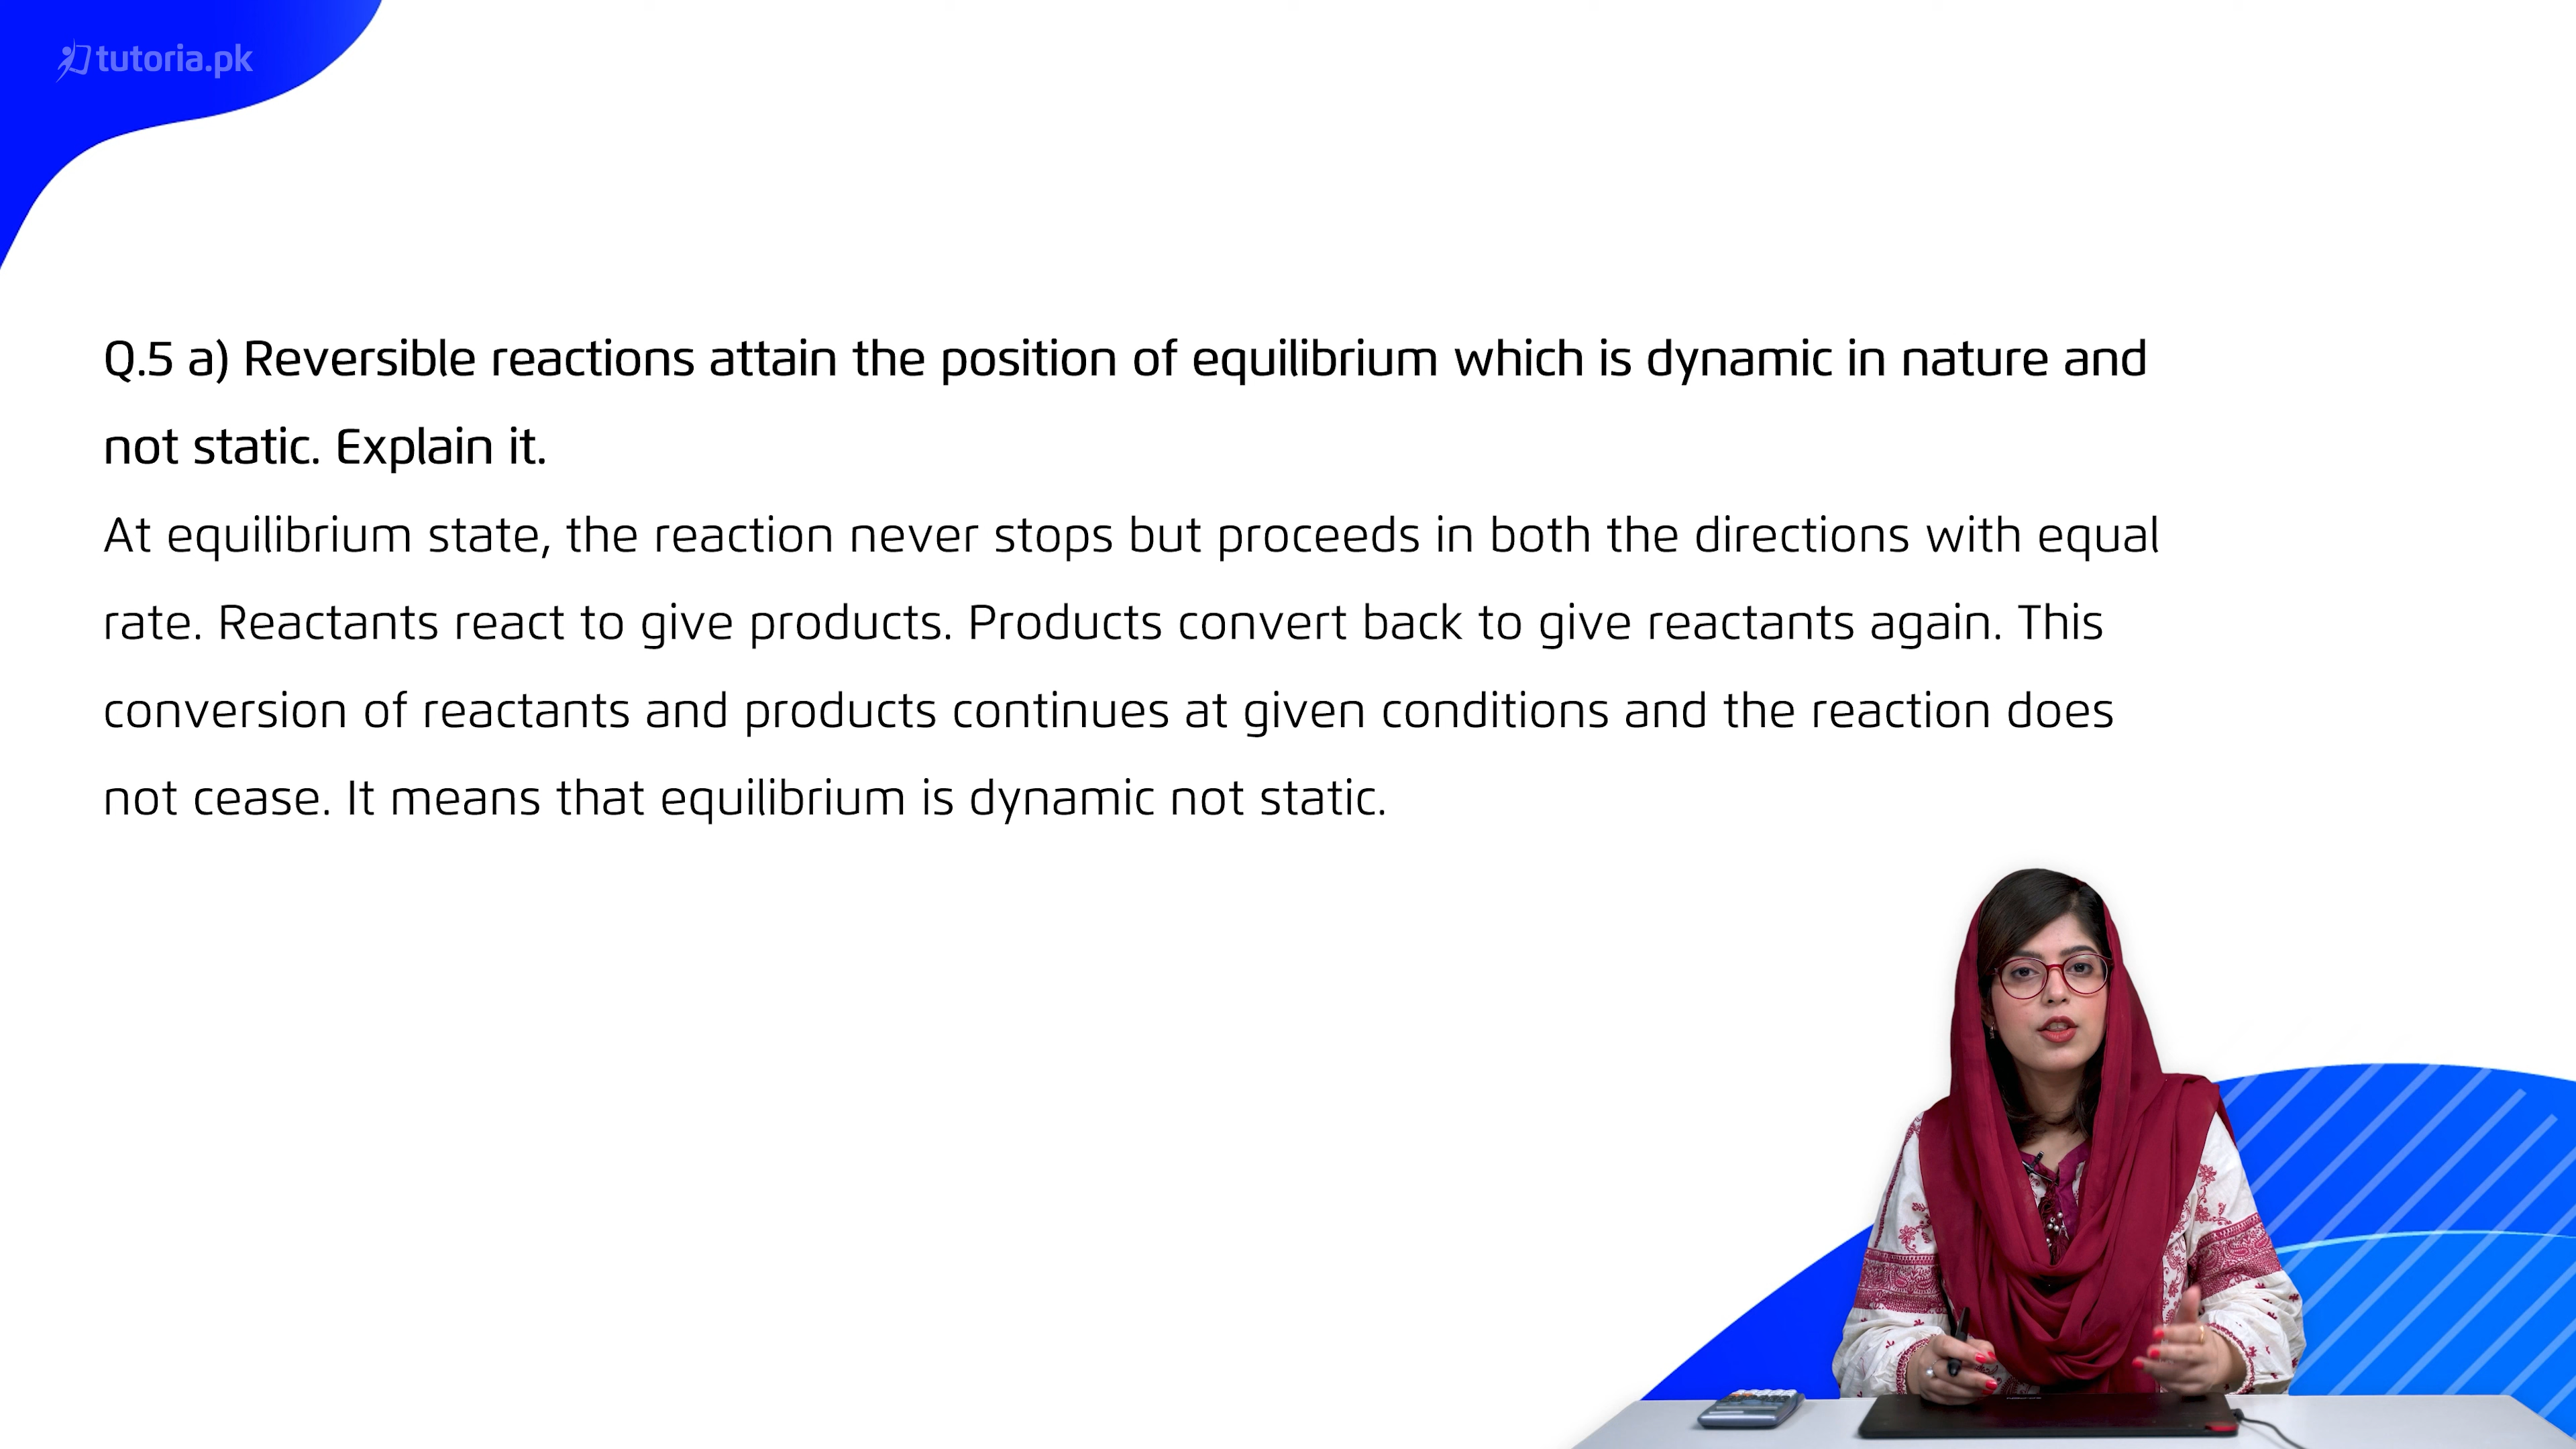 tutoria.pk
Q.5 a) Reversible reactions attain the position of equilibrium which is dynamic in nature and
not static. Explain it.
At equilibrium state, the reaction never stops but proceeds in both the directions with equal
rate. Reactants react to give products. Products convert back to give reactants again. This
conversion of reactants and products continues at given conditions and the reaction does
not cease. It means that equilibrium is dynamic not static.